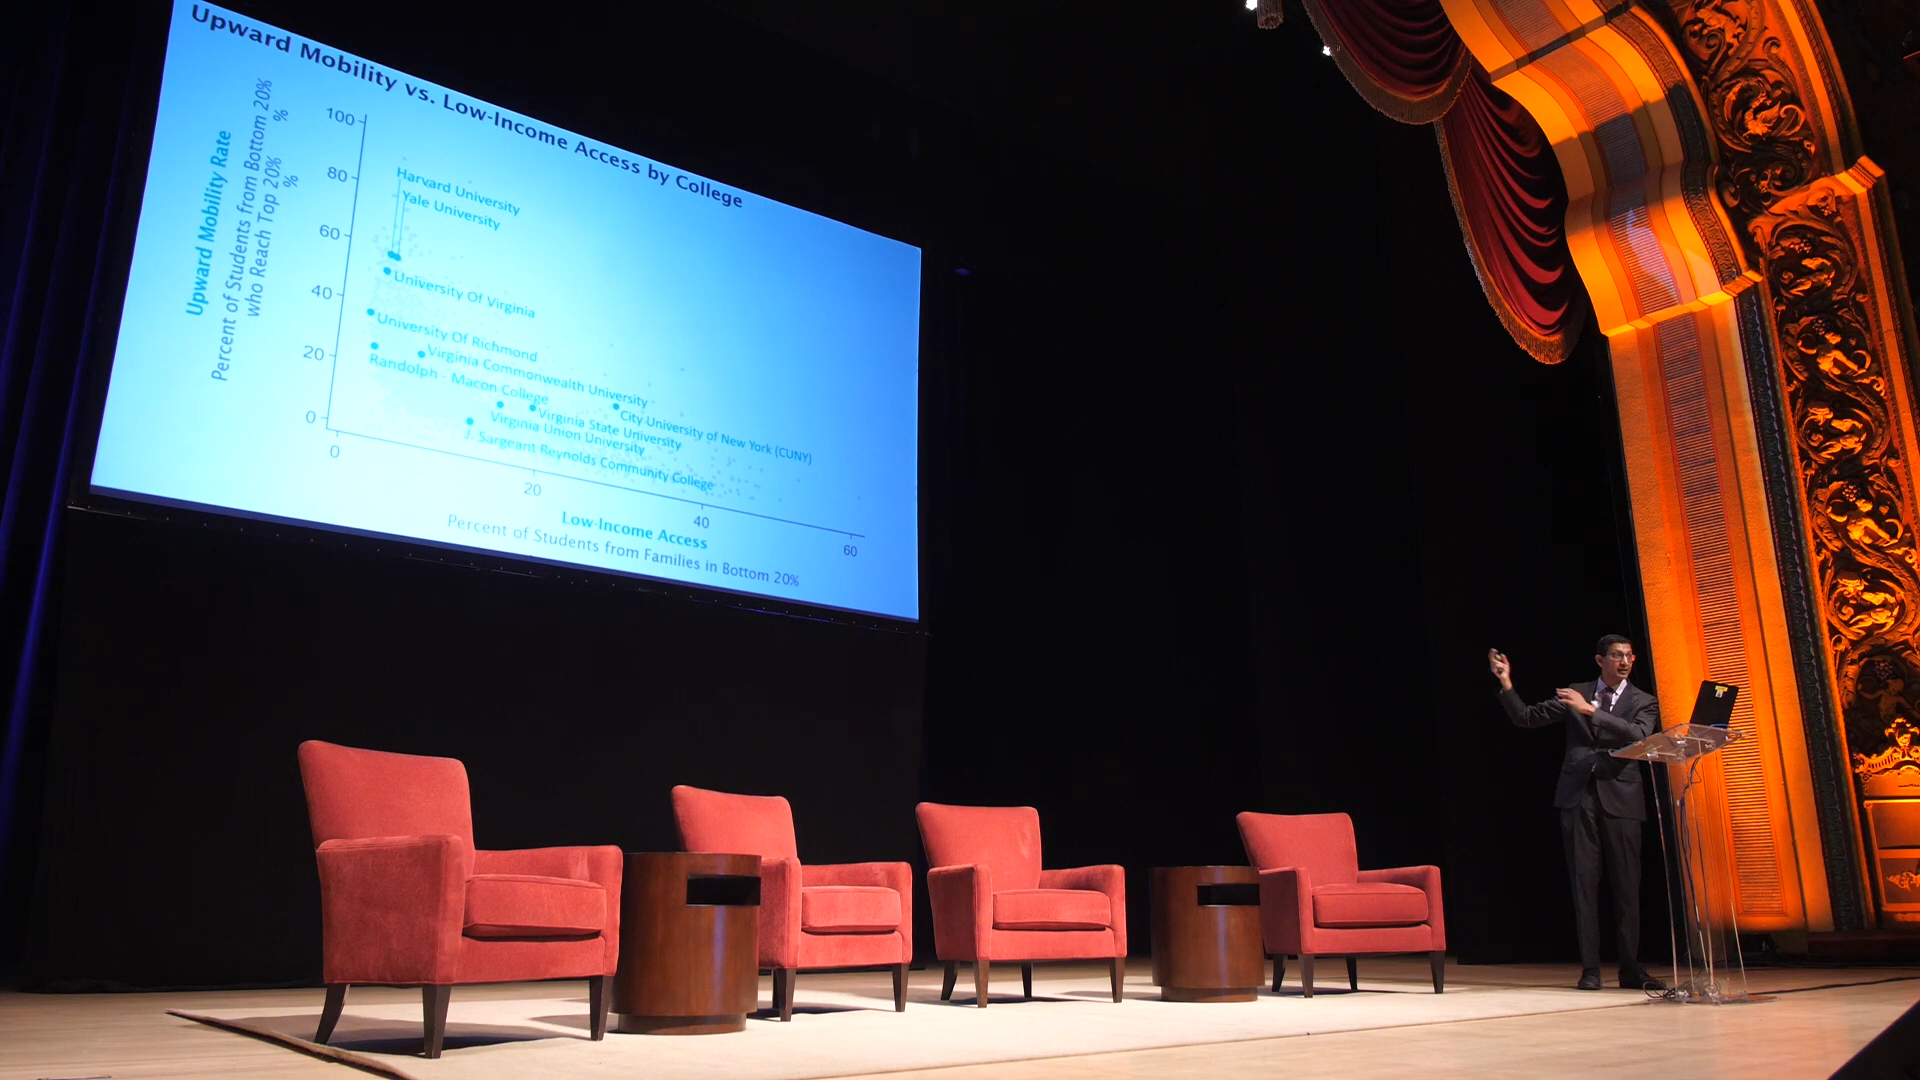 Upward Mobility vs. Low-Income Access by College
Upward Mobility Rate
Percent of Students from Bottom 20%
who Reach Top 20%
%
%
100
80
60
40
20
0
Harvard University
Yale University
University Of Virginia
University Of Richmond
Virginia Commonwealth University
Randolph - Macon College
City University of New York (CUNY)
Virginia State University
Virginia Union University
J. Sargeant Reynolds Community College
0
20
40
60
Low-Income Access
Percent of Students from Families in Bottom 20%